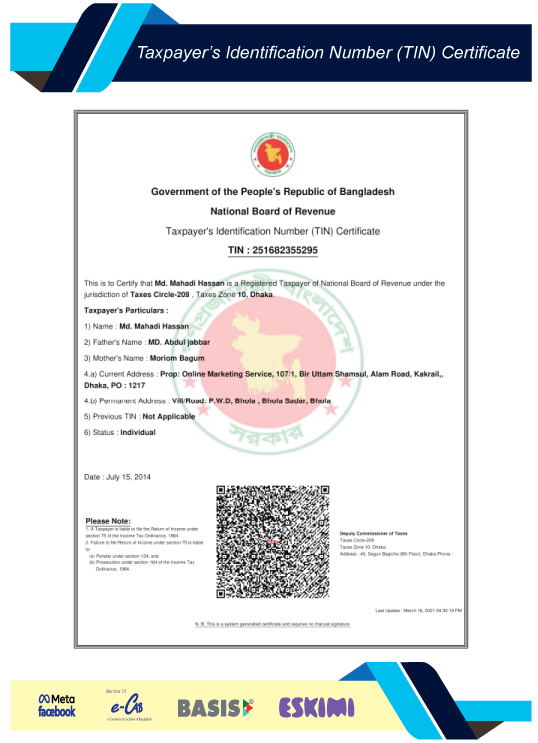 Taxpayer's Identification Number (TIN) Certificate
Government of the People's Republic of Bangladesh
National Board of Revenue
Taxpayer's Identification Number (TIN) Certificate
TIN : 251682355295
This is to Certify that Md. Mahadi Hassan is a Registered Taxpayer of National Board of Revenue under the
jurisdiction of Taxes Circle-209 , Taxes Zone 10, Dhaka.
Taxpayer's Particulars :
1) Name : Md. Mahadi Hassan
2) Father's Name : MD. Abdul jabbar
3) Mother's Name : Moriom Bagum
4.a) Current Address : Prop: Online Marketing Service, 107/1, Bir Uttam Shamsul, Alam Road, Kakrail,,
Dhaka, PO : 1217
4.b) Permanent Address : Vill/Road: P.W.D, Bhola , Bhola Sadar, Bhola
5) Previous TIN : Not Applicable
6) Status : Individual
Date : July 15, 2014
Please Note:
1. A Taxpayer is liable to file the Return of Income under
section 75 of the Income Tax Ordinance, 1984.
2. Failure to file Return of Income under section 75 is liable
to-
(a) Penalty under section 124; and
(b) Prosecution under section 164 of the Income Tax
Ordinance, 1984.
Deputy Commissioner of Taxes
Taxes Circle-209
Taxes Zone 10, Dhaka.
Address : 40, Segun Bagicha (6th Floor), Dhaka Phone :
Last Update : March 16, 2021 04:30:19 PM
N. B: This is a system generated certificate and requires no manual signature.
Meta
facebook
Member Of
e-CAB
e-Commerce Association of Bangladesh
BASIS
ESKIMI